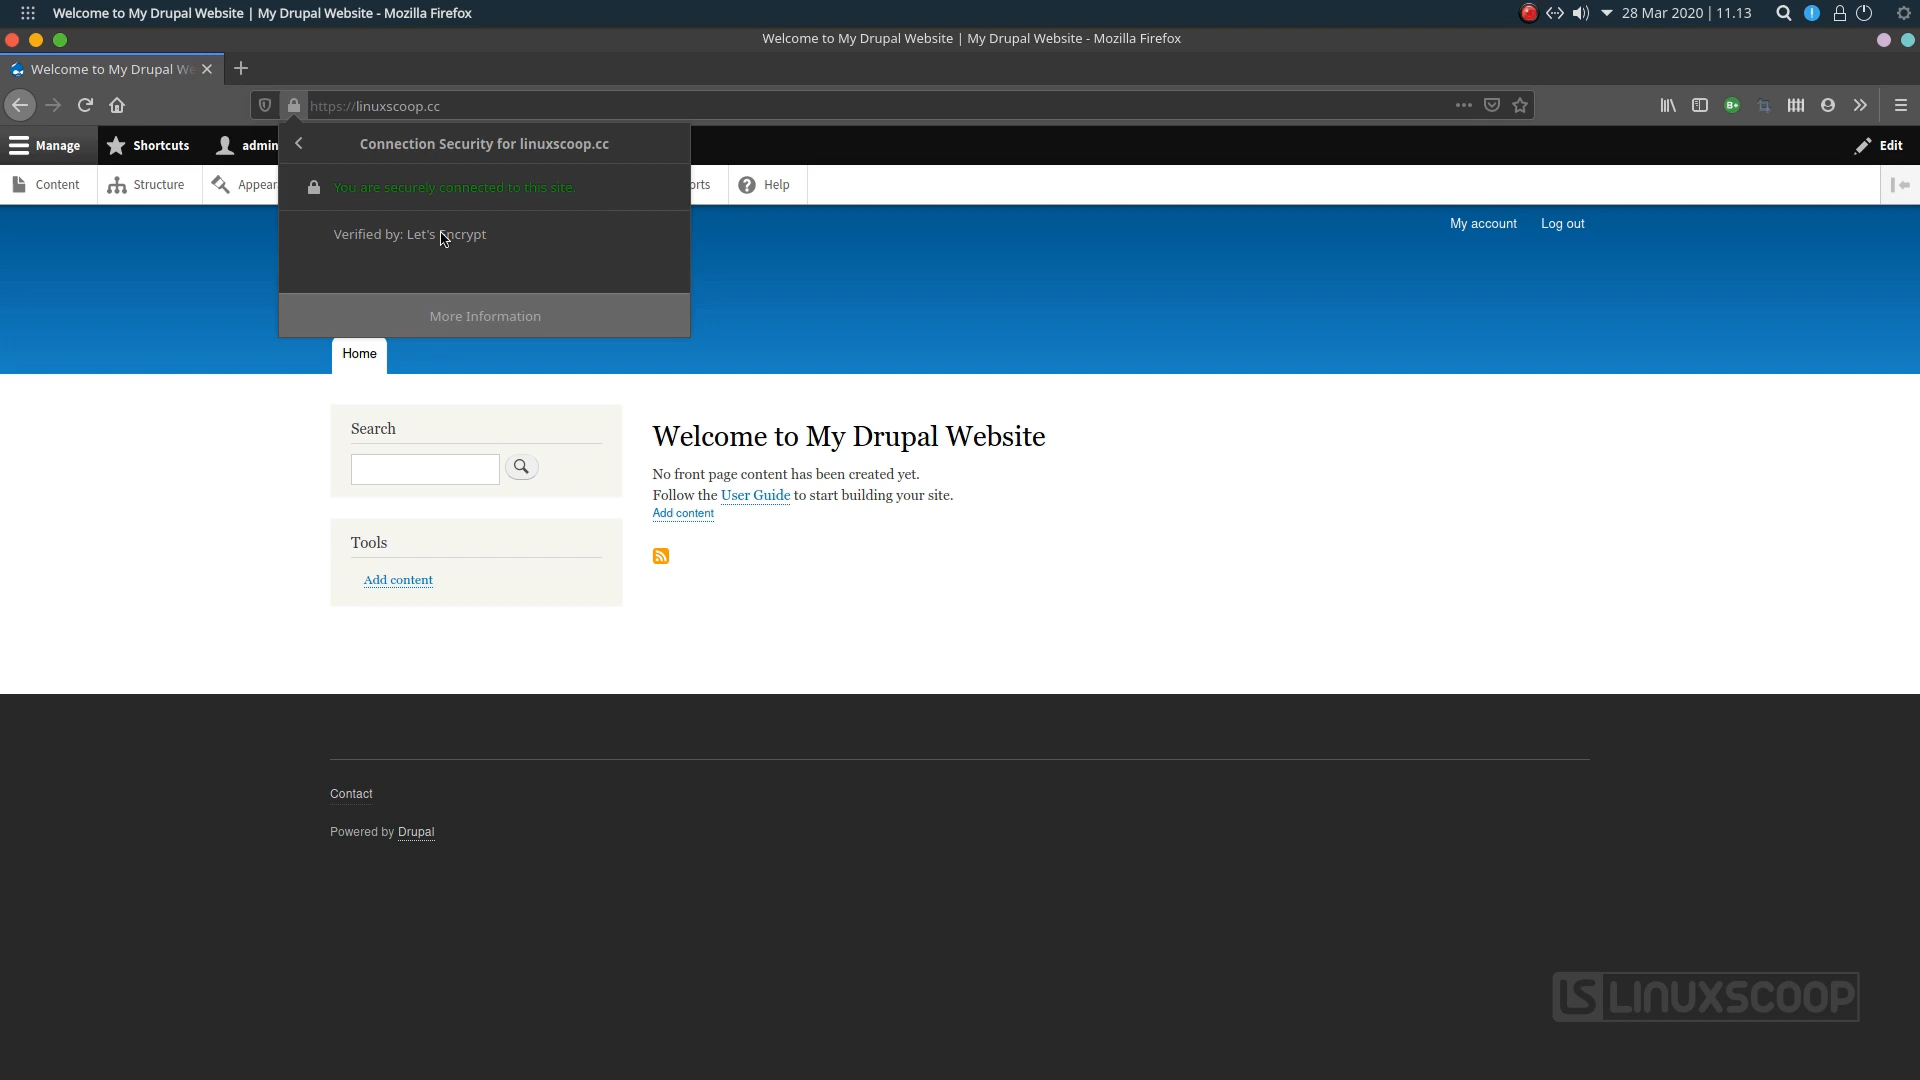 Welcome to My Drupal Website | My Drupal Website - Mozilla Firefox
28 Mar 2020 | 11.13
Welcome to My Drupal Website | My Drupal Website - Mozilla Firefox
Welcome to My Drupal We
https://linuxscoop.cc
Connection Security for linuxscoop.cc
Manage
Shortcuts
admin
Edit
Content
Structure
Appear
orts
Help
You are securely connected to this site.
Verified by: Let's Encrypt
More Information
My account
Log out
Home
Search
Welcome to My Drupal Website
No front page content has been created yet.
Follow the User Guide to start building your site.
Add content
Tools
Add content
Contact
Powered by Drupal
LS LINUXSCOOP